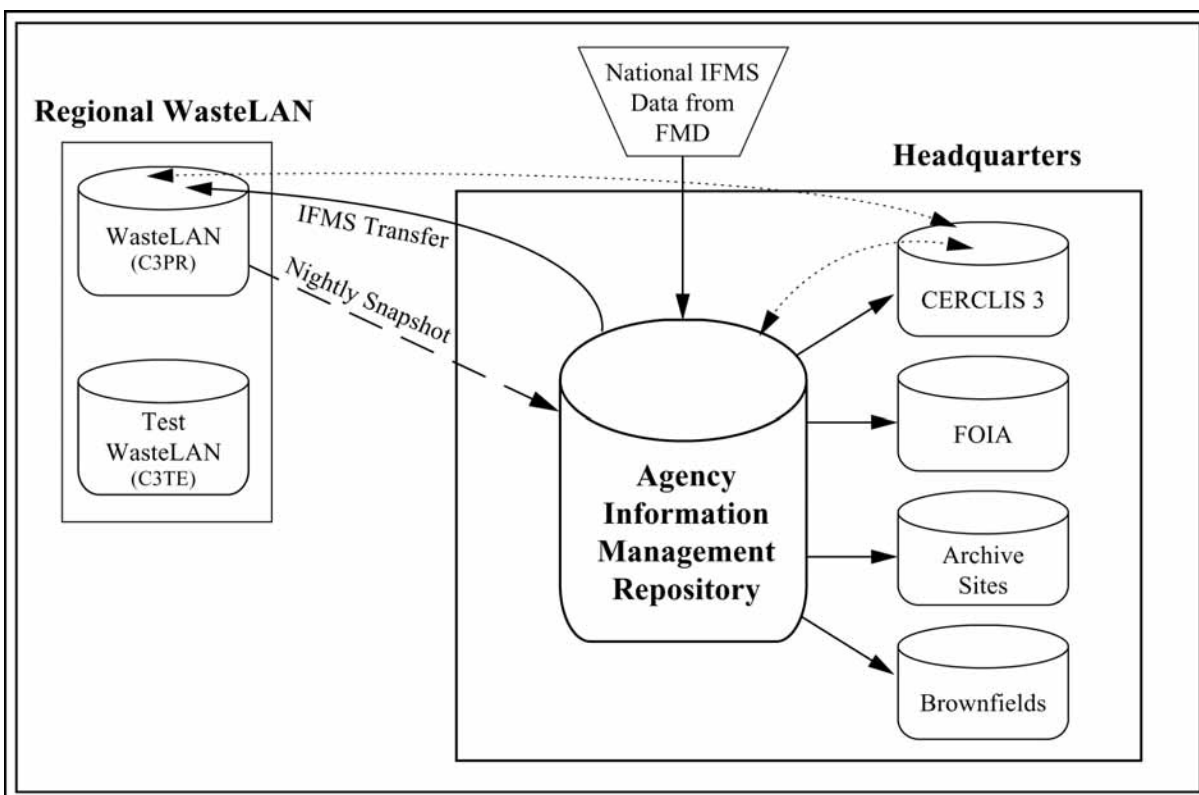 National IFMS
Data from
FMD
Regional WasteLAN
Headquarters
WasteLAN
(C3PR)
IFMS Transfer
Nightly Snapshot
CERCLIS 3
Test
WasteLAN
(C3TE)
FOIA
Agency
Information
Management
Repository
Archive
Sites
Brownfields